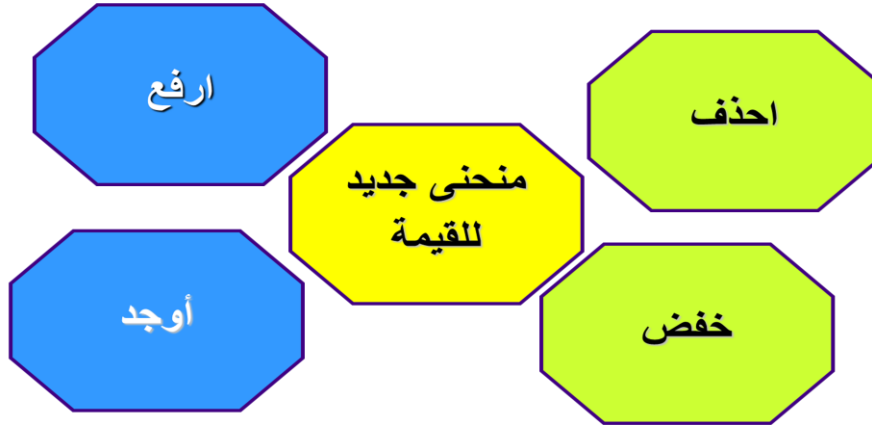 احذف
ارفع
منحنى جديد
للقيمة
خفض
أوجد